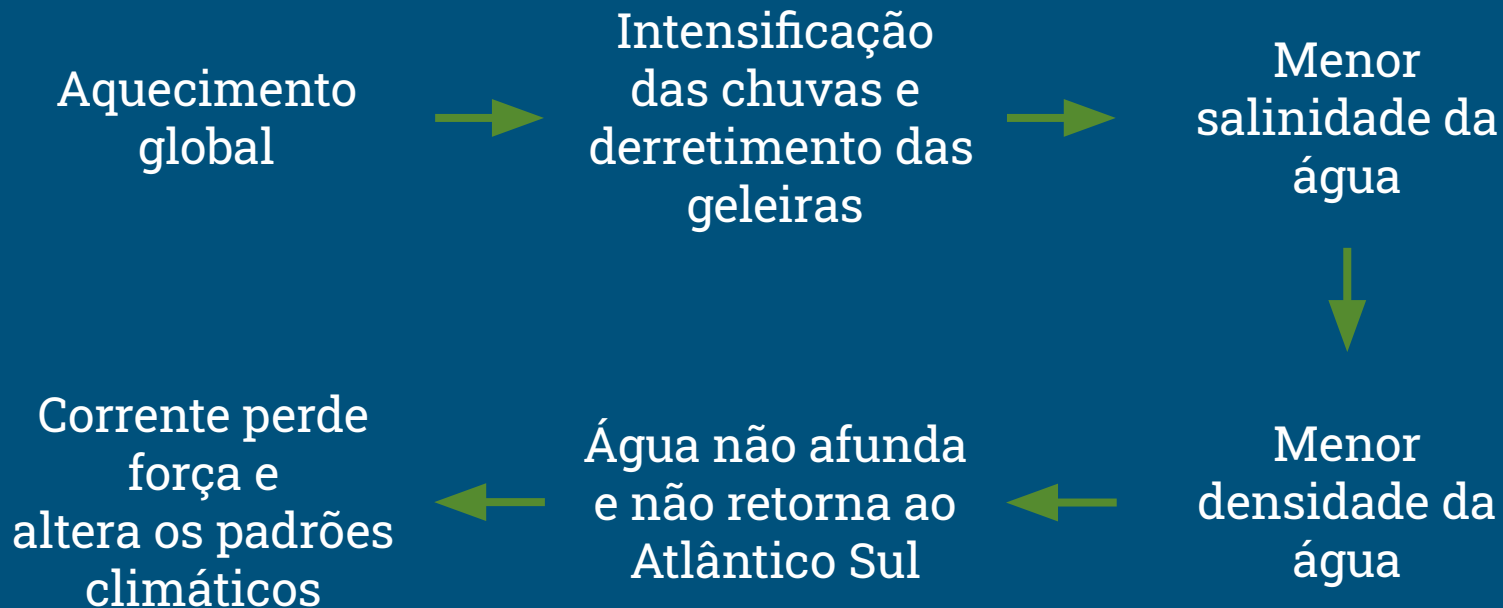 Aquecimento
global
Intensificação
das chuvas e
derretimento das
geleiras
Menor
salinidade da
água
Menor
densidade da
água
Água não afunda
e não retorna ao
Atlântico Sul
Corrente perde
força e
altera os padrões
climáticos